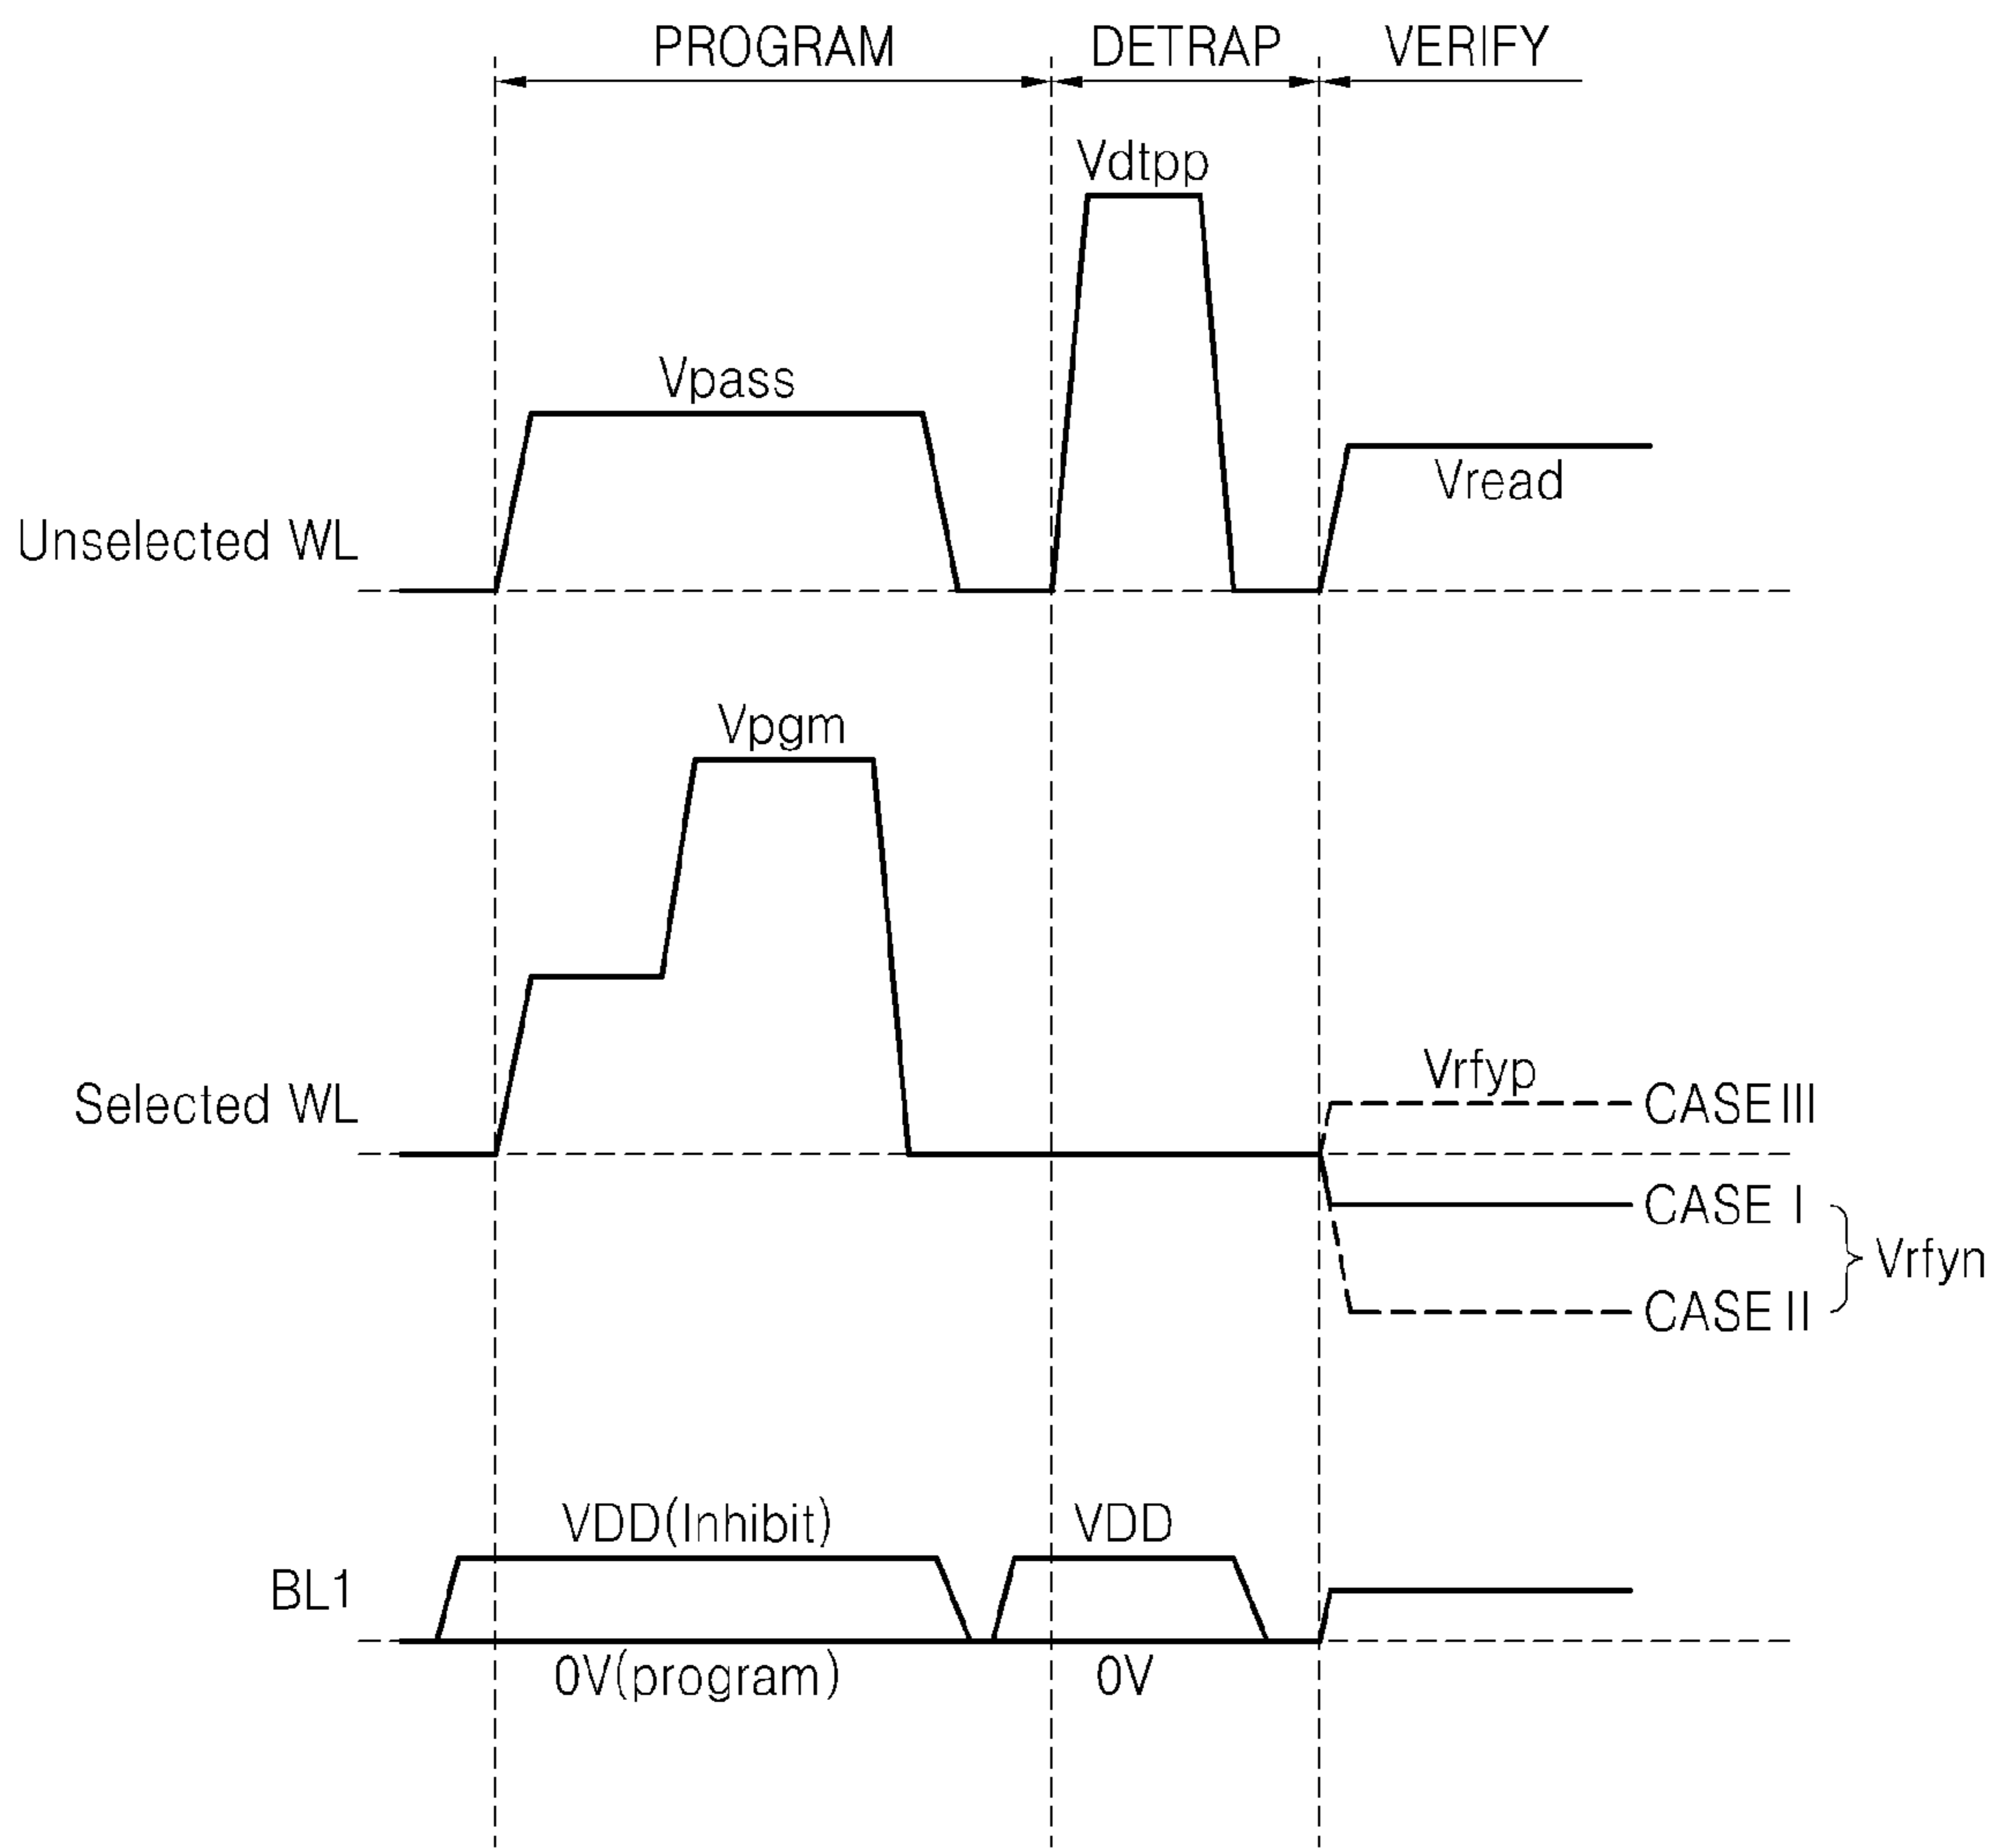 PROGRAM DETRAP VERIFY
Vdtpp
Vpass
Vread
Unselected WL
Vpgm
Vrfyp
CASE III
Selected WL
CASE I
Vrfyn
CASE II
VDD(Inhibit) VDD
BL1
0V(program) 0V